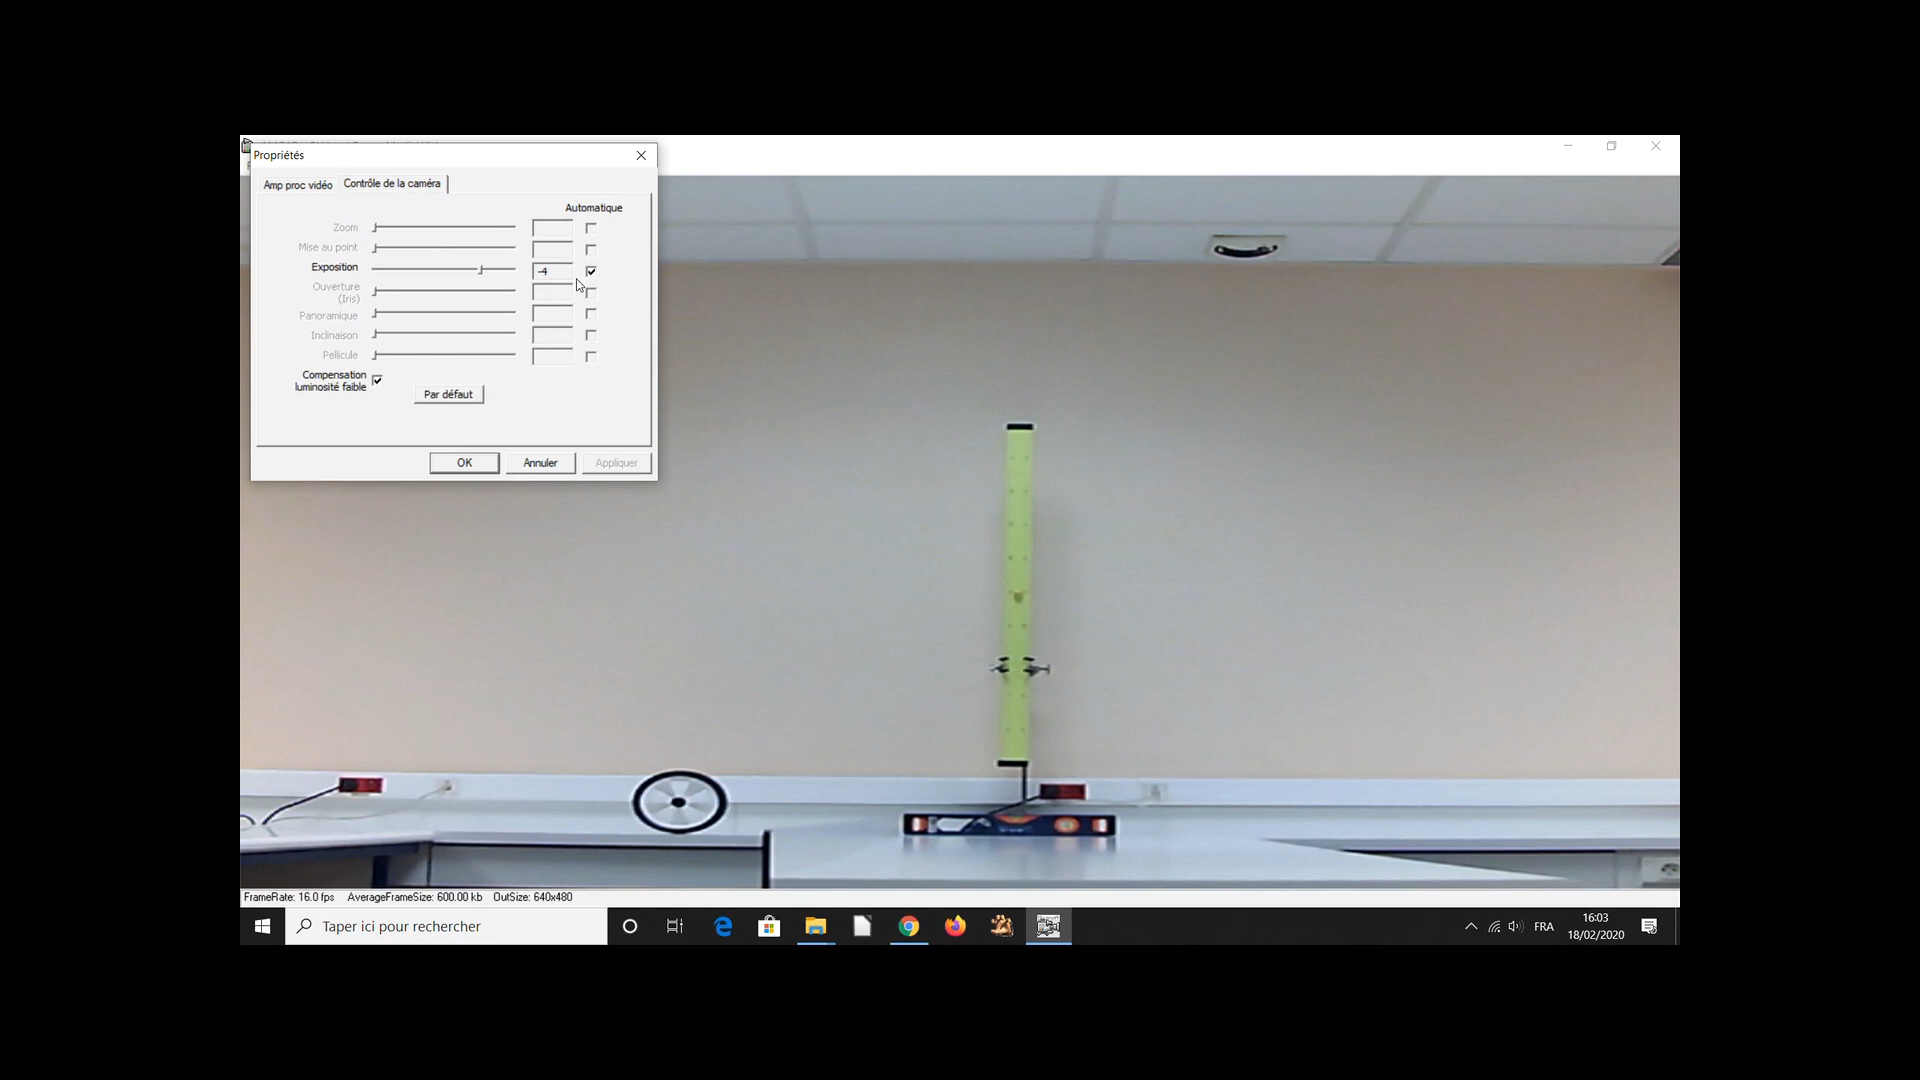 Propriétés
Amp proc vidéo
Contrôle de la caméra
Automatique
Zoom
Mise au point
Exposition
-4
Ouverture
(Iris)
Panoramique
Inclinaison
Pellicule
Compensation
luminosité faible
Par défaut
OK
Annuler
Appliquer
FrameRate: 16.0 fps AverageFrameSize: 600.00 kb OutSize: 640x480
Taper ici pour rechercher
FRA
16:03
18/02/2020